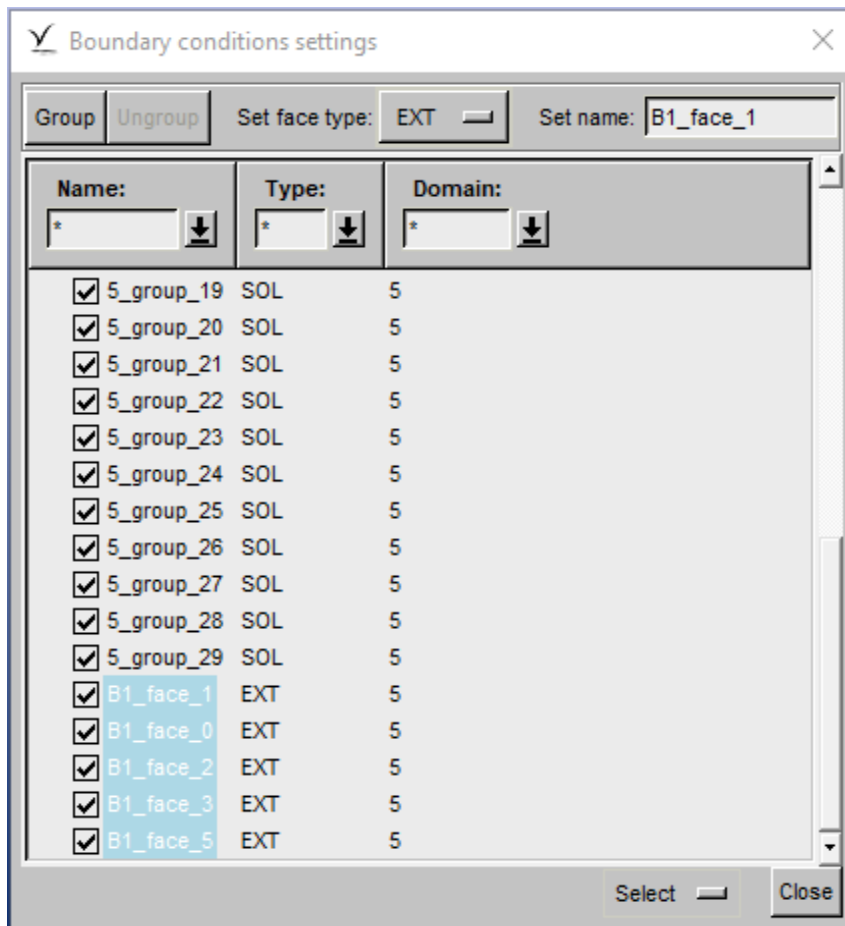 Boundary conditions settings
Group Ungroup Set face type: EXT Set name: B1_face_1
Name: Type: Domain:
* * *
5_group_19 SOL 5
5_group_20 SOL 5
5_group_21 SOL 5
5_group_22 SOL 5
5_group_23 SOL 5
5_group_24 SOL 5
5_group_25 SOL 5
5_group_26 SOL 5
5_group_27 SOL 5
5_group_28 SOL 5
5_group_29 SOL 5
B1_face_1 EXT 5
B1_face_0 EXT 5
B1_face_2 EXT 5
B1_face_3 EXT 5
B1_face_5 EXT 5
Select Close